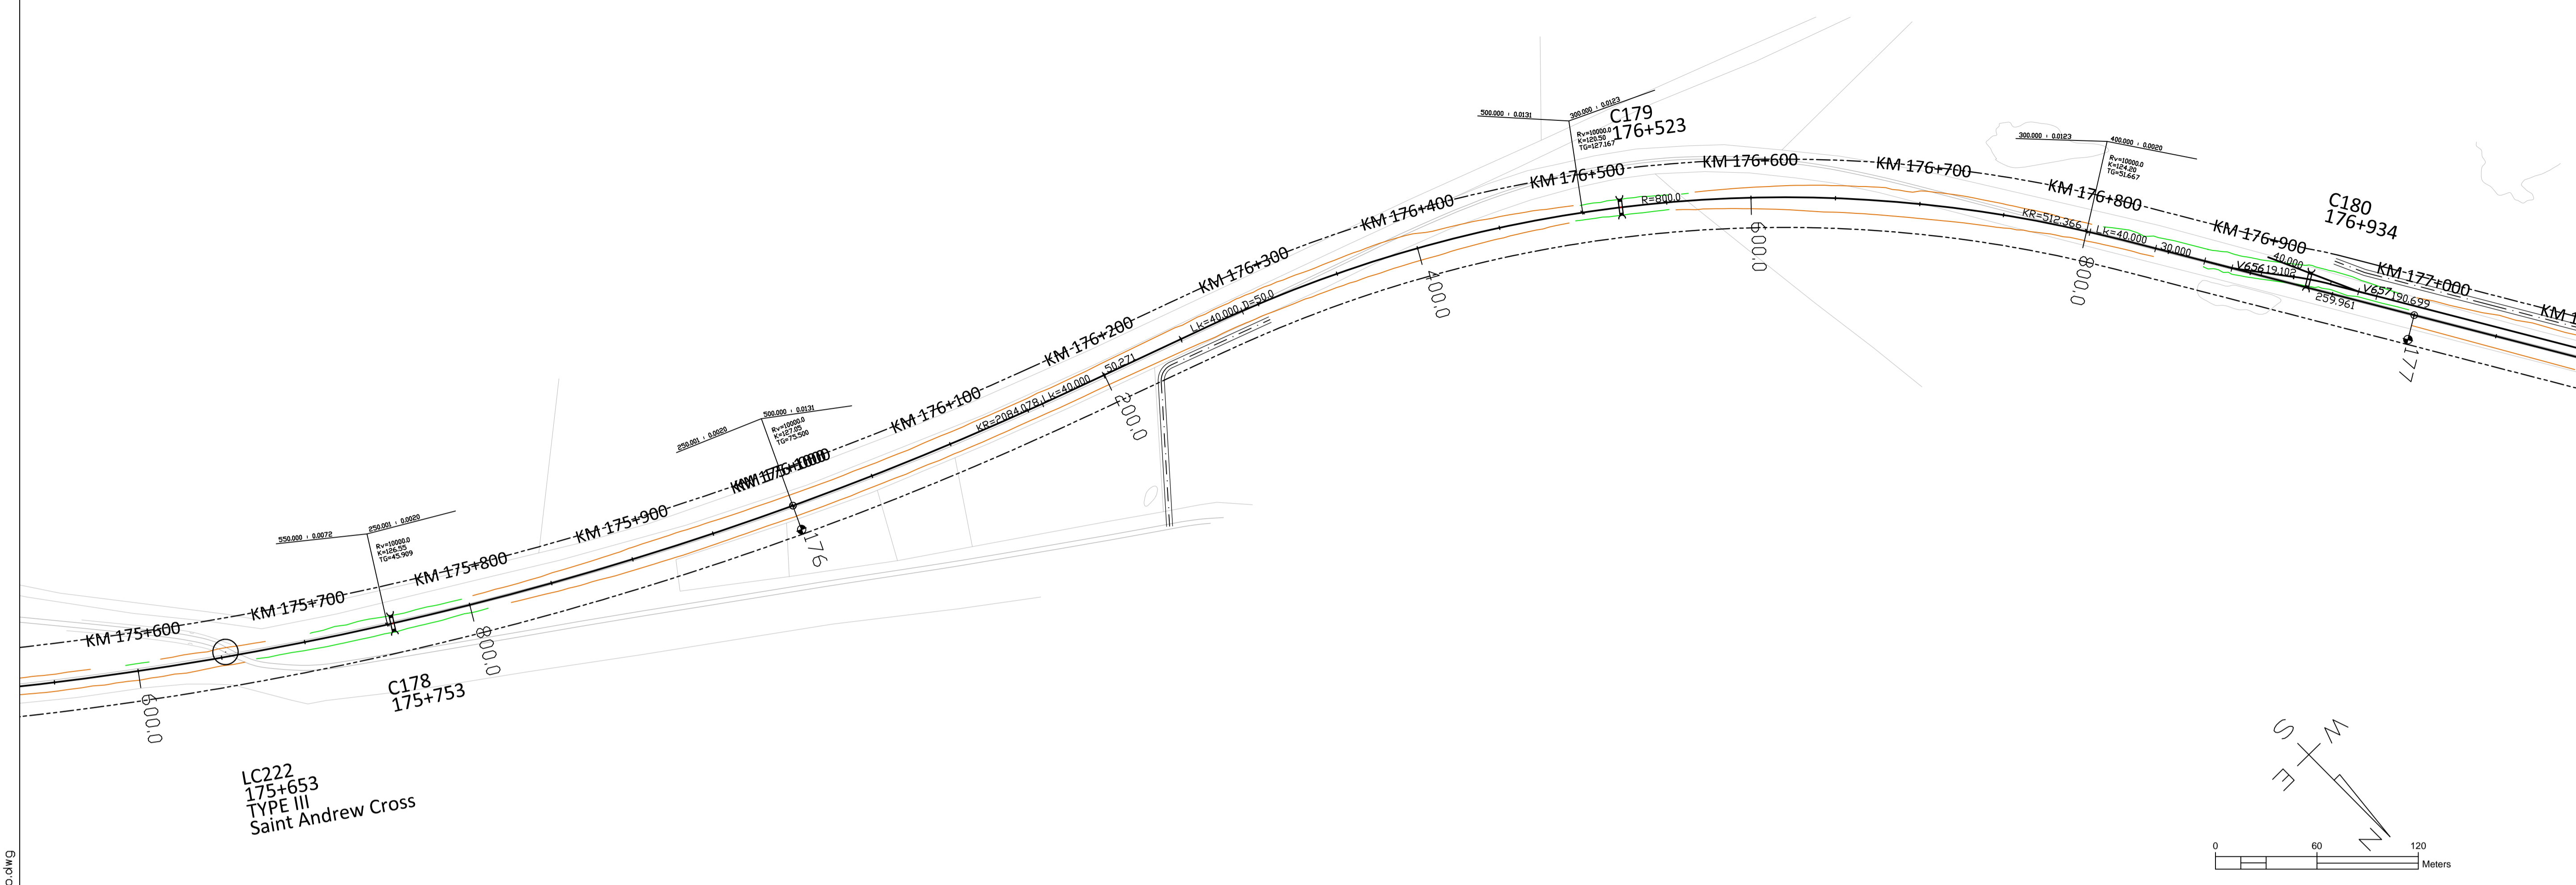 KM 175+600
KM 175+700
KM 175+800
KM 175+900
KM 176+100
KM 176+200
KM 176+300
KM 176+400
KM 176+500
KM 176+600
KM 176+700
KM 176+800
KM 176+900
KM 177+000
550.000 : 0.0072
250.001 : 0.0020
Rv=10000.0
K=126.55
TG=45.909
250.001 : 0.0020
500.000 : 0.0131
Rv=10000.0
K=127.05
TG=75.500
500.000 : 0.0131
300.000 : 0.0123
Rv=10000.0
K=120.50
TG=127.167
C179
176+523
300.000 : 0.0123
400.000 : 0.0020
Rv=10000.0
K=124.20
TG=51.667
C180
176+934
KR=2084.078,Lk=40.000
50.271
Lk=40.000,D=50.0
R=800.0
KR=512.366
Lk=40.000
30.000
40.000
V656
19.102
V657
190.699
259.961
600.0
800.0
176
200.0
400.0
600.0
800.0
177
C178
175+753
LC222
175+653
TYPE III
Saint Andrew Cross
S
W
E
N
0 60 120
Meters
o.dwg